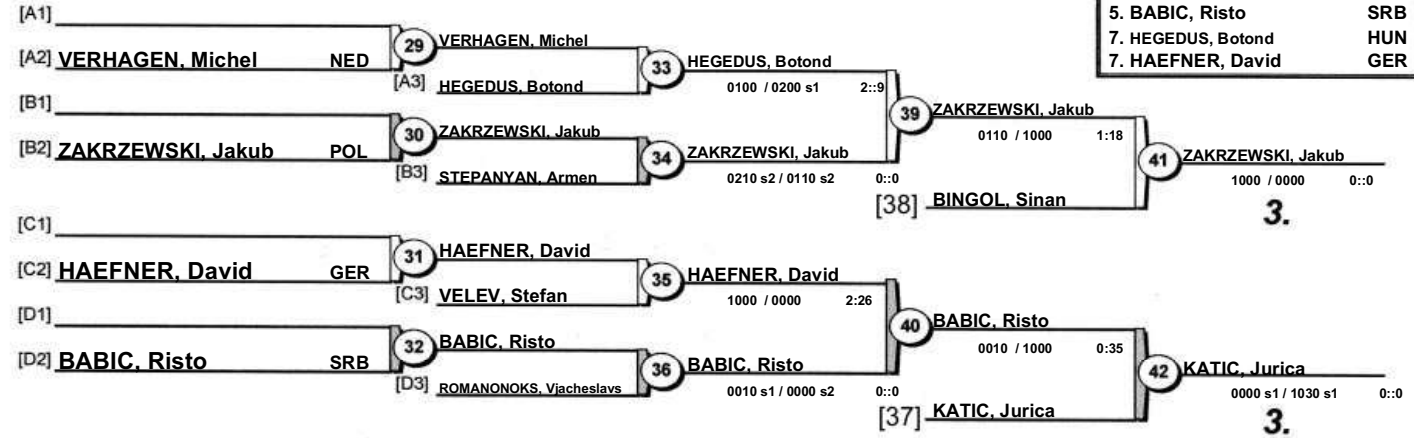 [A1]
5. BABIC, Risto SRB
7. HEGEDUS, Botond HUN
7. HAEFNER, David GER
29 VERHAGEN, Michel
[A2] VERHAGEN, Michel NED
33 HEGEDUS, Botond
[A3] HEGEDUS, Botond
0100 / 0200 s1 2::9
[B1]
39 ZAKRZEWSKI, Jakub
30 ZAKRZEWSKI, Jakub
0110 / 1000 1:18
[B2] ZAKRZEWSKI, Jakub POL
34 ZAKRZEWSKI, Jakub
41 ZAKRZEWSKI, Jakub
[B3] STEPANYAN, Armen
0210 s2 / 0110 s2 0::0
1000 / 0000 0::0
[38] BINGOL, Sinan
3.
[C1]
31 HAEFNER, David
[C2] HAEFNER, David GER
35 HAEFNER, David
[C3] VELEV, Stefan
1000 / 0000 2:26
[D1]
40 BABIC, Risto
32 BABIC, Risto
0010 / 1000 0:35
[D2] BABIC, Risto SRB
36 BABIC, Risto
42 KATIC, Jurica
[D3] ROMANONOKS, Vjacheslavs
0010 s1 / 0000 s2 0::0
0000 s1 / 1030 s1 0::0
[37] KATIC, Jurica
3.